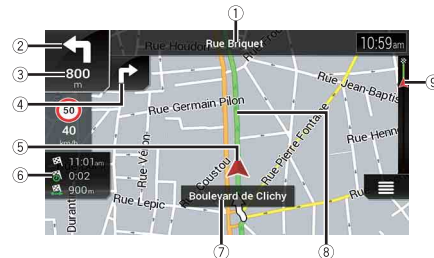 ①
② Rue Houdon Rue Briquet 10:59am
③ 800
m
④ Rue Jean-Baptis ⑨
50 Rue Germain Pilon
40
km/h
Rue Henn
⑤ Rue Véron
Rue Pierre Fontaine
11:01am
⑥ 0:02 Coustou
900m
Boulevard de Clichy
Rue Lepic
Durant
⑦ ⑧